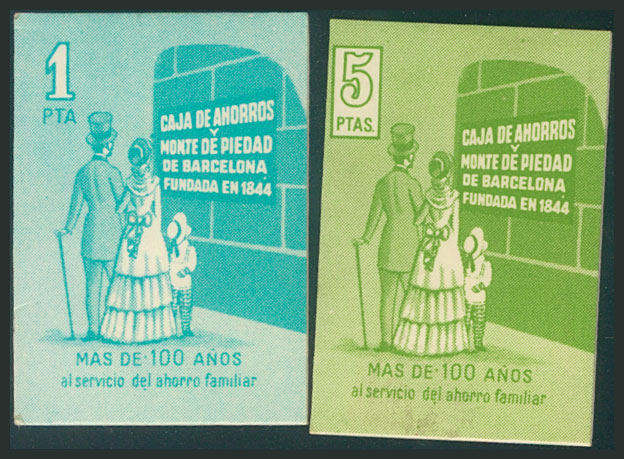 1
PTA
CAJA DE AHORROS
Y
MONTE DE PIEDAD
DE BARCELONA
FUNDADA EN 1844
MAS DE·100 AÑOS
al servicio del ahorro familiar
5
PTAS.
CAJA DE AHORROS
Y
MONTE DE PIEDAD
DE BARCELONA
FUNDADA EN 1844
MAS DE·100 AÑOS
al servicio del ahorro familiar